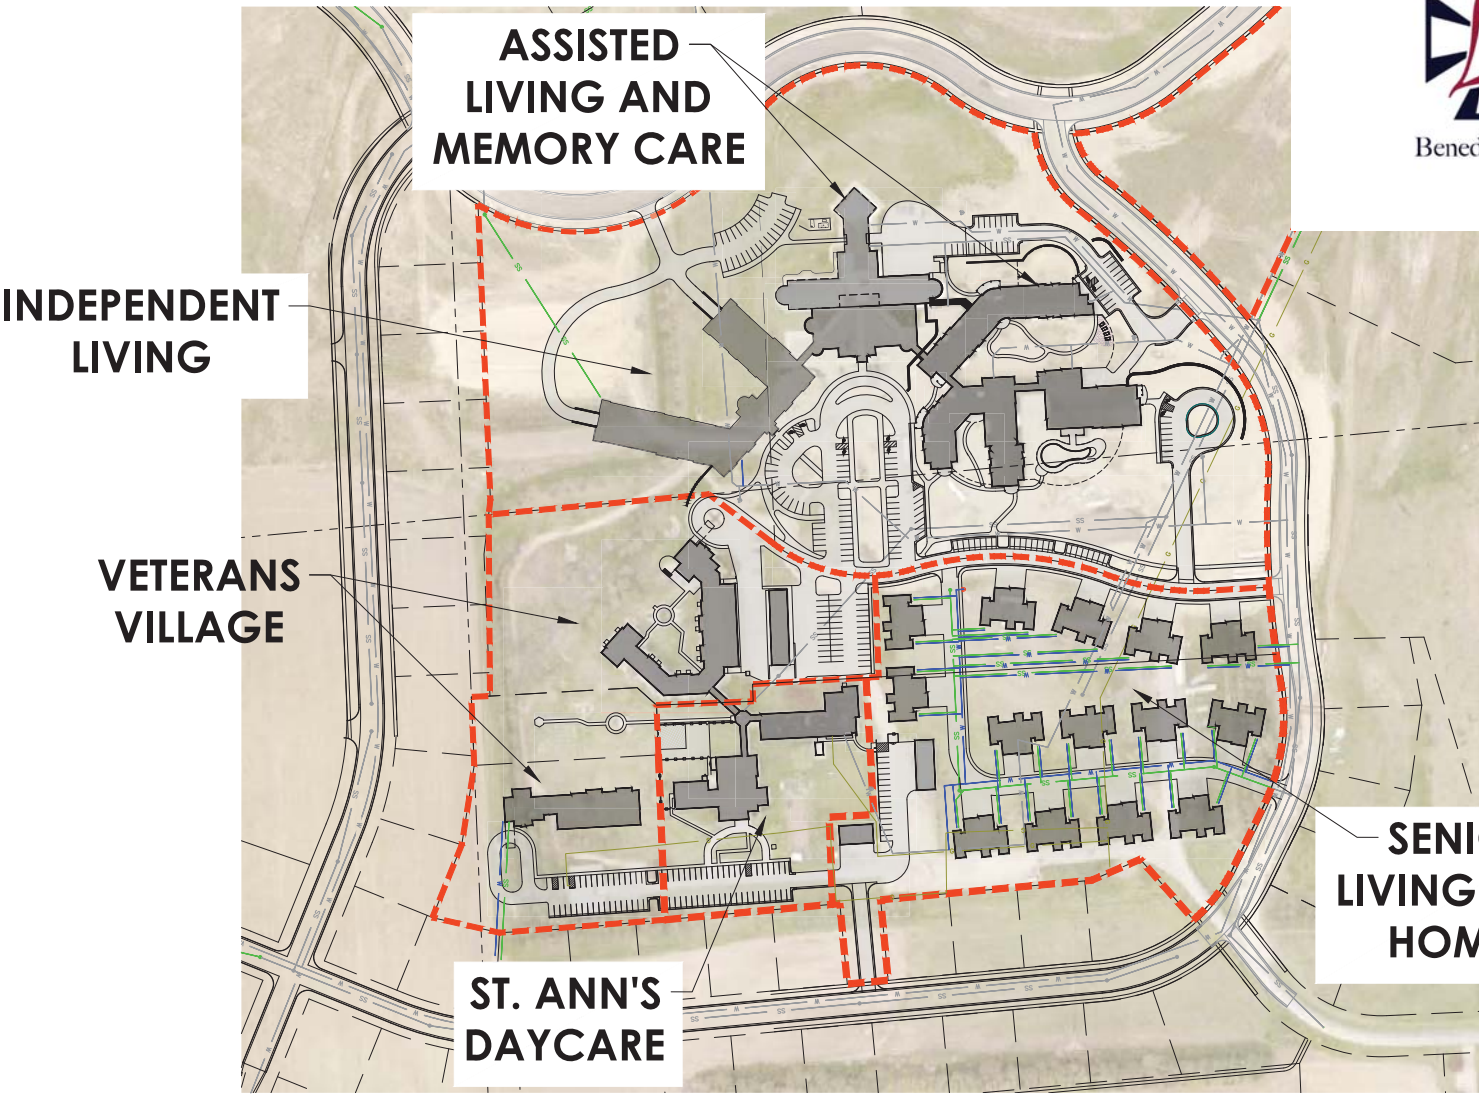 ASSISTED
LIVING AND
MEMORY CARE
Bened
INDEPENDENT
LIVING
VETERANS
VILLAGE
SENI
LIVING
HOM
ST. ANN'S
DAYCARE